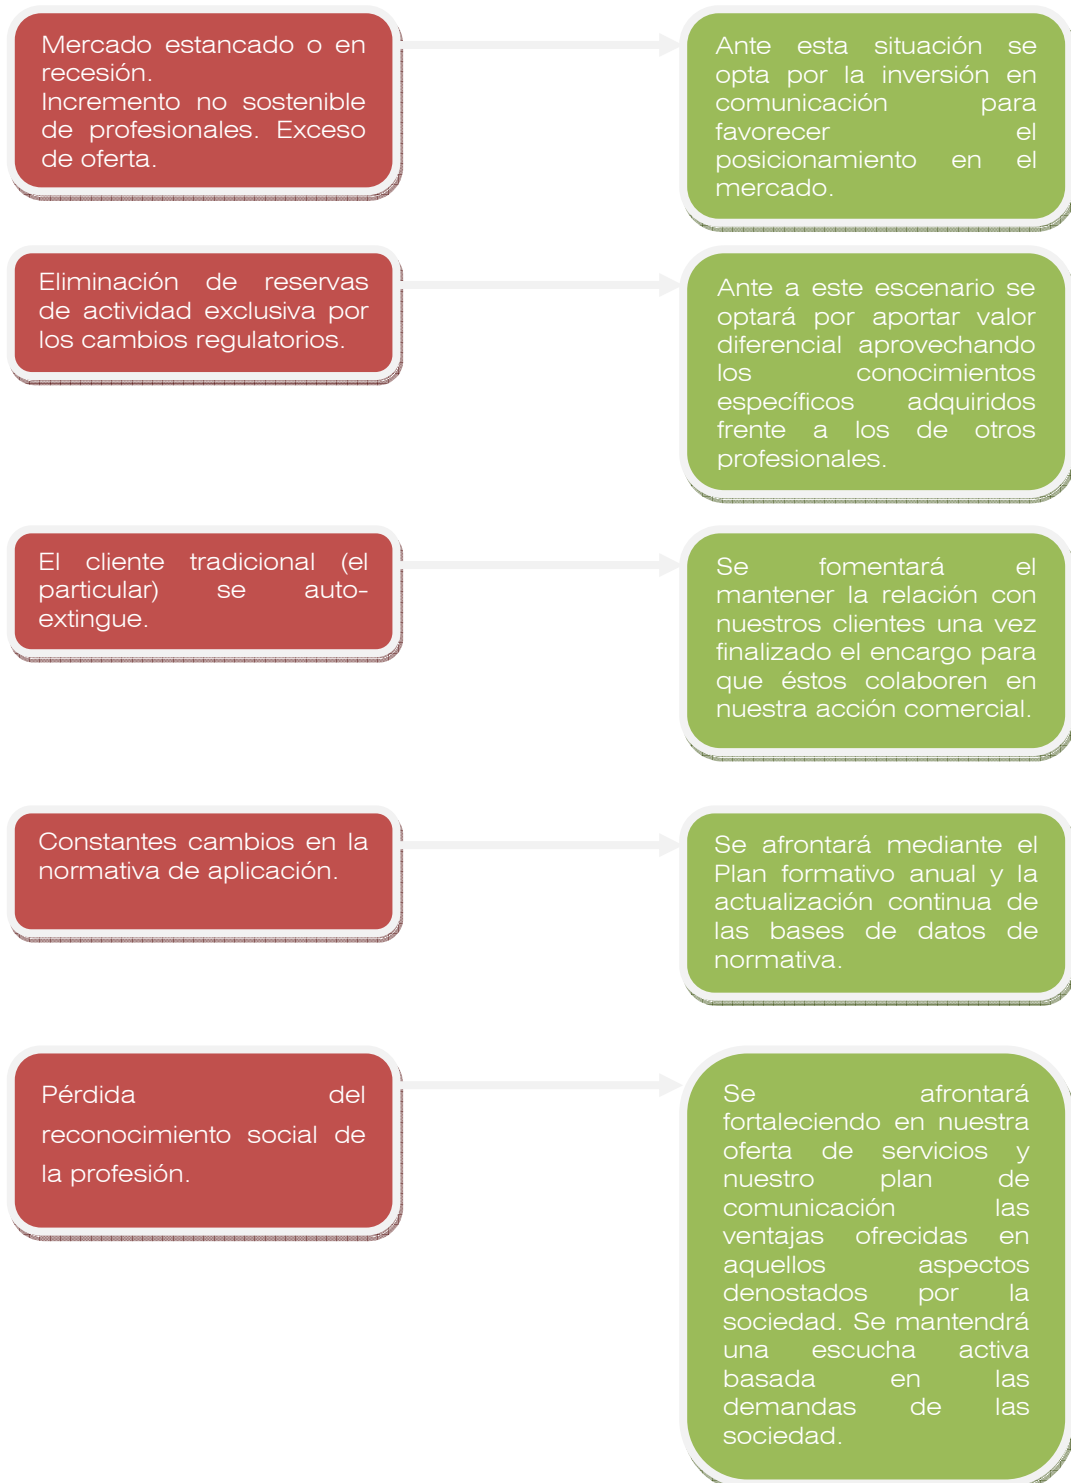 Mercado estancado o en
recesión.
Incremento no sostenible
de profesionales. Exceso
de oferta.
Ante esta situación se
opta por la inversión en
comunicación para
favorecer el
posicionamiento en el
mercado.
Eliminación de reservas
de actividad exclusiva por
los cambios regulatorios.
Ante a este escenario se
optará por aportar valor
diferencial aprovechando
los conocimientos
específicos adquiridos
frente a los de otros
profesionales.
El cliente tradicional (el
particular) se auto-
extingue.
Se fomentará el
mantener la relación con
nuestros clientes una vez
finalizado el encargo para
que éstos colaboren en
nuestra acción comercial.
Constantes cambios en la
normativa de aplicación.
Se afrontará mediante el
Plan formativo anual y la
actualización continua de
las bases de datos de
normativa.
Pérdida del
reconocimiento social de
la profesión.
Se afrontará
fortaleciendo en nuestra
oferta de servicios y
nuestro plan de
comunicación las
ventajas ofrecidas en
aquellos aspectos
denostados por la
sociedad. Se mantendrá
una escucha activa
basada en las
demandas de las
sociedad.